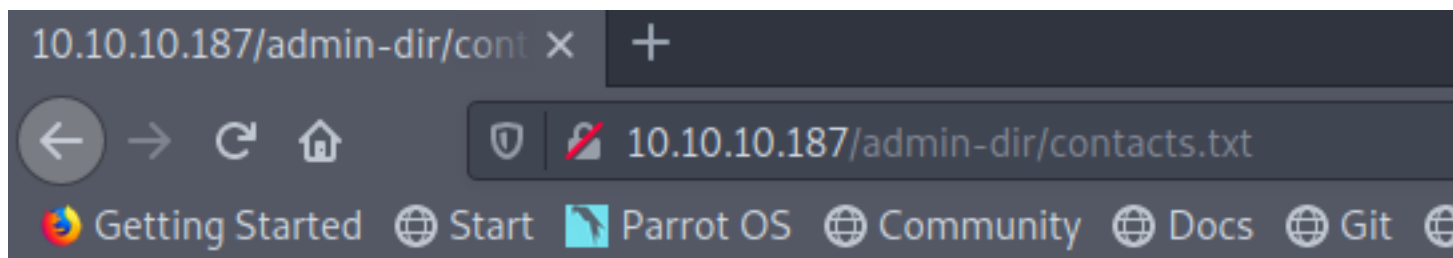 10.10.10.187/admin-dir/cont
10.10.10.187/admin-dir/contacts.txt
Getting Started Start Parrot OS Community Docs Git